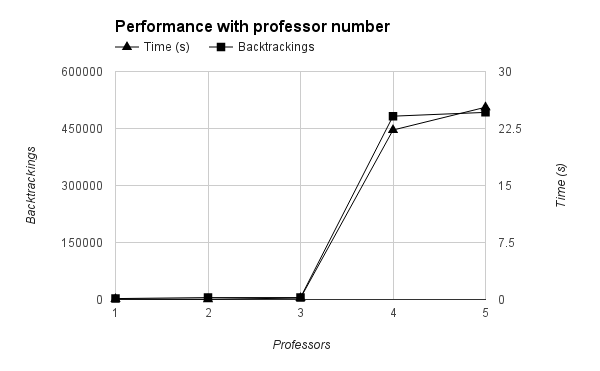 Performance with professor number
Time (s) Backtrackings
600000 30
450000 22.5
300000 15
150000 7.5
0 0
1 2 3 4 5
Backtrackings
Time (s)
Professors